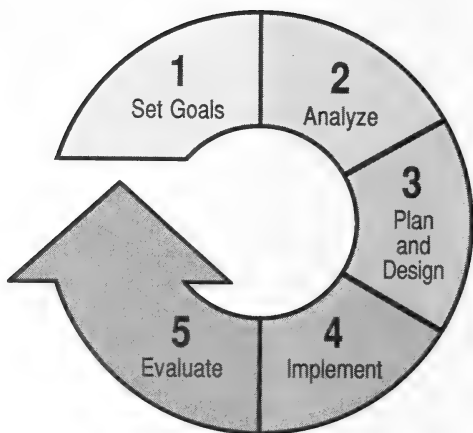 1
Set Goals
2
Analyze
3
Plan
and
Design
4
Implement
5
Evaluate